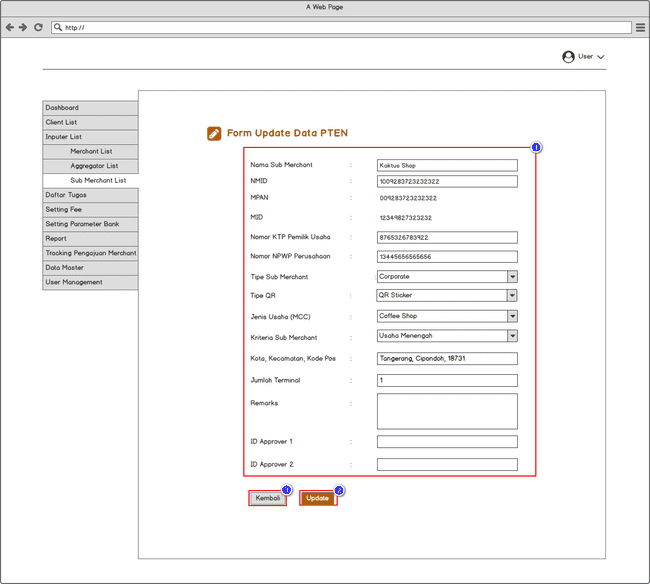 A Web Page
http://
User
Dashboard
Client List
Inputer List
Merchant List
Aggregator List
Sub Merchant List
Daftar Tugas
Setting Fee
Setting Parameter Bank
Report
Tracking Pengajuan Merchant
Data Master
User Management
Form Update Data PTEN
1
Nama Sub Merchant : Kaktus Shop
NMID : 1009283723232322
MPAN : 009283723232322
MID : 12349827323232
Nomor KTP Pemilik Usaha : 8765326783922
Nomor NPWP Perusahaan : 13445656565656
Tipe Sub Merchant : Corporate
Tipe QR : QR Sticker
Jenis Usaha (MCC) : Coffee Shop
Kriteria Sub Merchant : Usaha Menengah
Kota, Kecamatan, Kode Pos : Tangerang, Cipondoh, 18731
Jumlah Terminal : 1
Remarks :
ID Approver 1 :
ID Approver 2 :
Kembali 1 Update 2